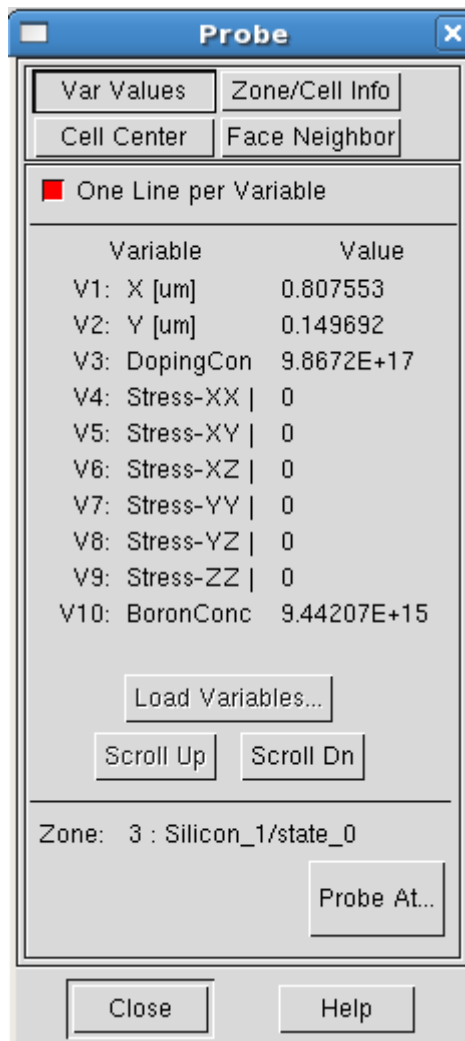 Probe
Var Values Zone/Cell Info
Cell Center Face Neighbor
One Line per Variable
Variable Value
V1: X [um] 0.807553
V2: Y [um] 0.149692
V3: DopingCon 9.8672E+17
V4: Stress-XX | 0
V5: Stress-XY | 0
V6: Stress-XZ | 0
V7: Stress-YY | 0
V8: Stress-YZ | 0
V9: Stress-ZZ | 0
V10: BoronConc 9.44207E+15
Load Variables...
Scroll Up Scroll Dn
Zone: 3 : Silicon_1/state_0
Probe At...
Close Help